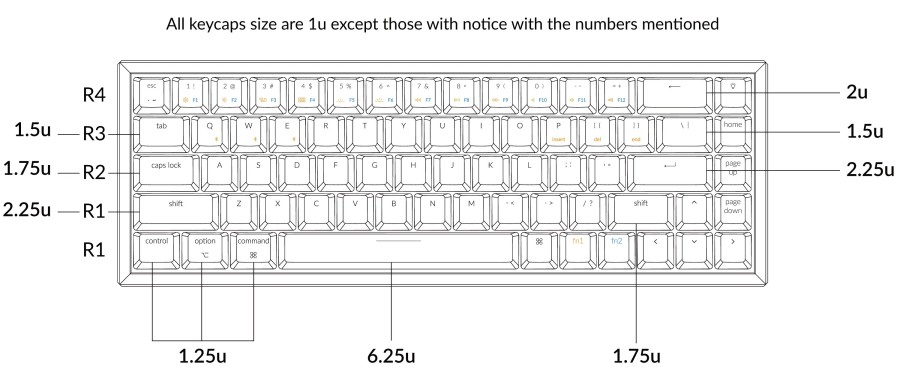 All keycaps size are 1u except those with notice with the numbers mentioned
R4 esc 1 ! 2 @ 3 # 4 $ 5 % 6 ^ 7 & 8 * 9 ( 0 ) - - = + ← 2u
F1 F2 F3 F4 F5 F6 F7 F8 F9 F10 F11 F12
1.5u R3 tab Q W E R T Y U I O P [ { ] } \ | home 1.5u
insert del end
1.75u R2 caps lock A S D F G H J K L ; : ' " ↵ page up 2.25u
2.25u R1 shift Z X C V B N M , < . > / ? shift ^ page down
R1 control option command ⌘ fn1 fn2 < ⌄ >
⌥ ⌘
1.25u 6.25u 1.75u